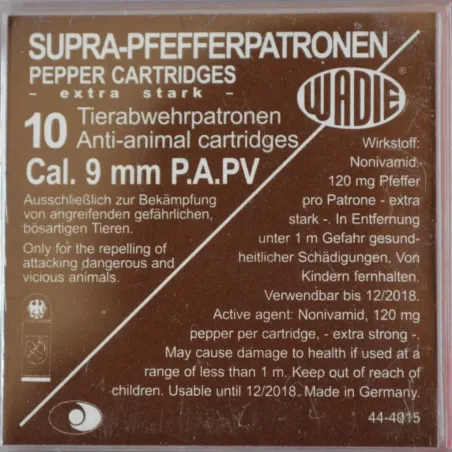 SUPRA-PFEFFERPATRONEN
PEPPER CARTRIDGES
- extra stark -
WADIE®
10 Tierabwehrpatronen
Anti-animal cartridges
Cal. 9 mm P.A.PV
Ausschließlich zur Bekämpfung
von angreifenden gefährlichen,
bösartigen Tieren.
Only for the repelling of
attacking dangerous and
vicious animals.
Wirkstoff:
Nonivamid,
120 mg Pfeffer
pro Patrone - extra
stark -. In Entfernung
unter 1 m Gefahr gesund-
heitlicher Schädigungen. Von
Kindern fernhalten.
Verwendbar bis 12/2018.
Active agent: Nonivamid, 120 mg
pepper per cartridge, - extra strong -.
May cause damage to health if used at a
range of less than 1 m. Keep out of reach of
children. Usable until 12/2018. Made in Germany.
44-4015